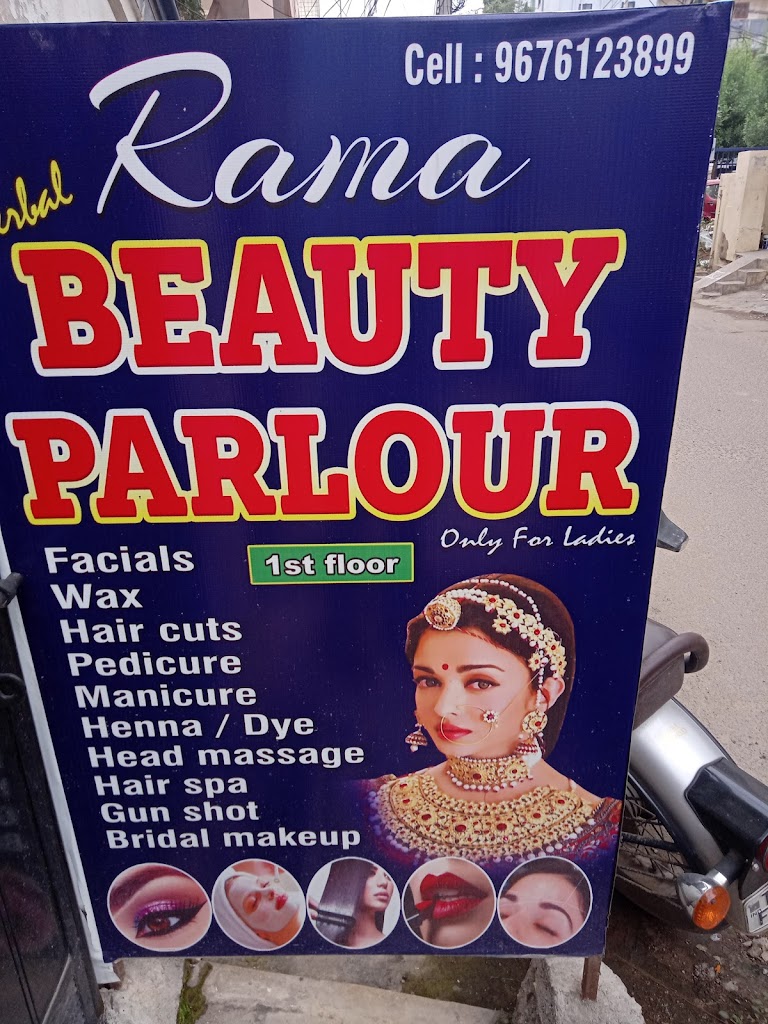 Cell : 9676123899
Rama
BEAUTY
PARLOUR
Only For Ladies
1st floor
Facials
Wax
Hair cuts
Pedicure
Manicure
Henna / Dye
Head massage
Hair spa
Gun shot
Bridal makeup